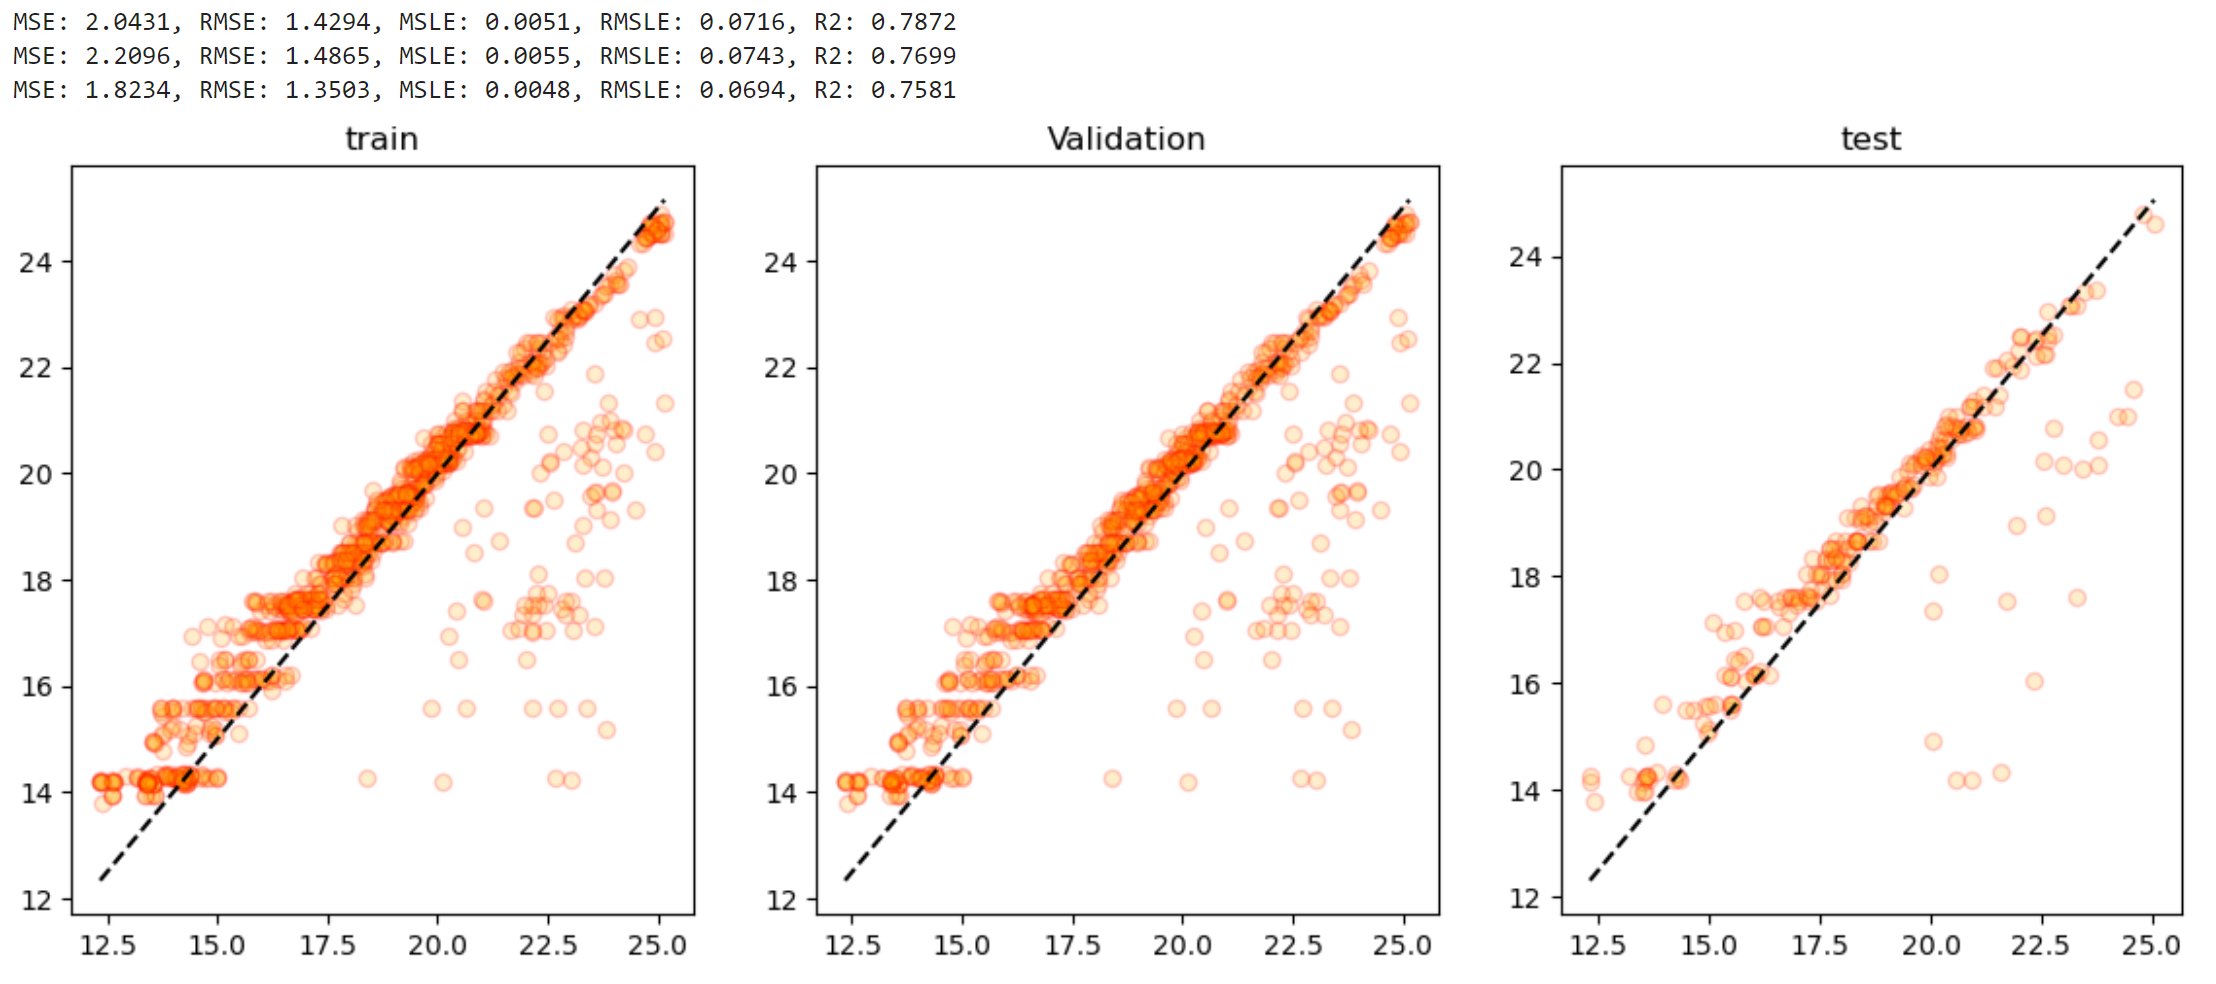 MSE: 2.0431, RMSE: 1.4294, MSLE: 0.0051, RMSLE: 0.0716, R2: 0.7872
MSE: 2.2096, RMSE: 1.4865, MSLE: 0.0055, RMSLE: 0.0743, R2: 0.7699
MSE: 1.8234, RMSE: 1.3503, MSLE: 0.0048, RMSLE: 0.0694, R2: 0.7581
train
24
22
20
18
16
14
12
12.5 15.0 17.5 20.0 22.5 25.0
Validation
24
22
20
18
16
14
12
12.5 15.0 17.5 20.0 22.5 25.0
test
24
22
20
18
16
14
12
12.5 15.0 17.5 20.0 22.5 25.0